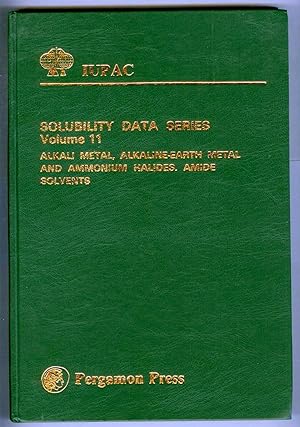 IUPAC
SOLUBILITY DATA SERIES
Volume 11
ALKALI METAL, ALKALINE-EARTH METAL
AND AMMONIUM HALIDES. AMIDE
SOLVENTS
Pergamon Press